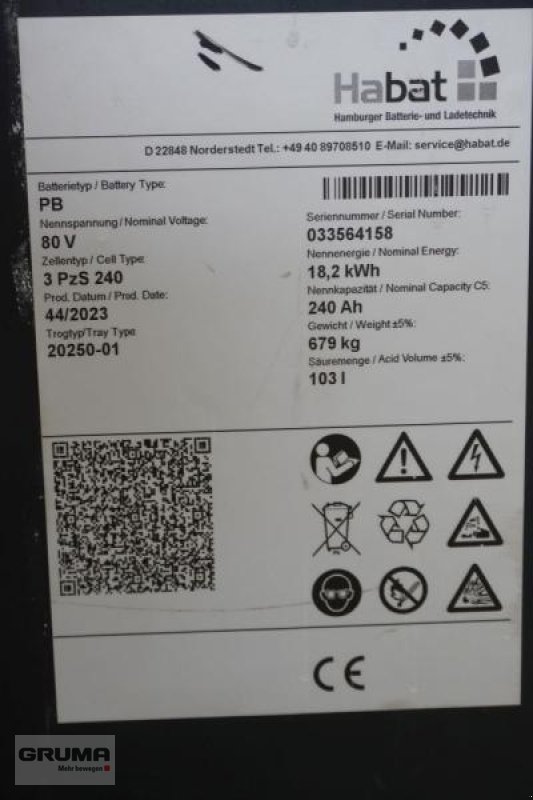 Habat
Hamburger Batterie- und Ladetechnik
D 22848 Norderstedt Tel.: +49 40 89708510 E-Mail: service@habat.de
Batterietyp / Battery Type:
PB
Nennspannung / Nominal Voltage:
80 V
Zellentyp / Cell Type:
3 PzS 240
Prod. Datum / Prod. Date:
44/2023
Trogtyp/Tray Type
20250-01
Seriennummer / Serial Number:
033564158
Nennenergie / Nominal Energy:
18,2 kWh
Nennkapazität / Nominal Capacity C5:
240 Ah
Gewicht / Weight ±5%:
679 kg
Säuremenge / Acid Volume ±5%:
103 l
CE
GRUMA
Mehr bewegen